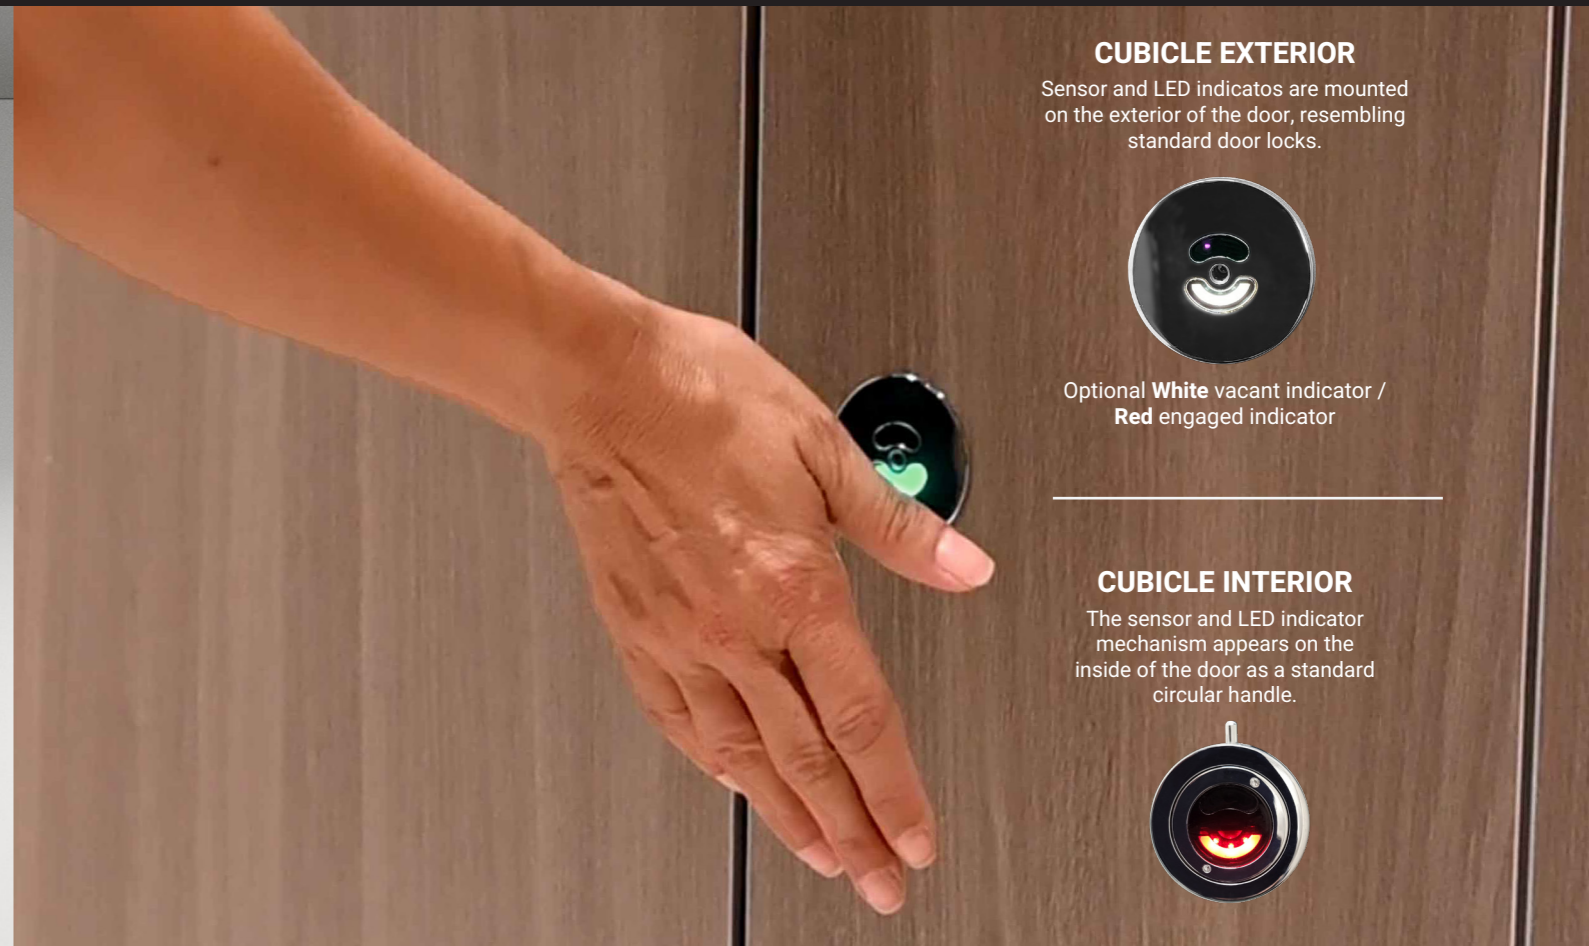 CUBICLE EXTERIOR
Sensor and LED indicatos are mounted
on the exterior of the door, resembling
standard door locks.
Optional White vacant indicator /
Red engaged indicator
CUBICLE INTERIOR
The sensor and LED indicator
mechanism appears on the
inside of the door as a standard
circular handle.